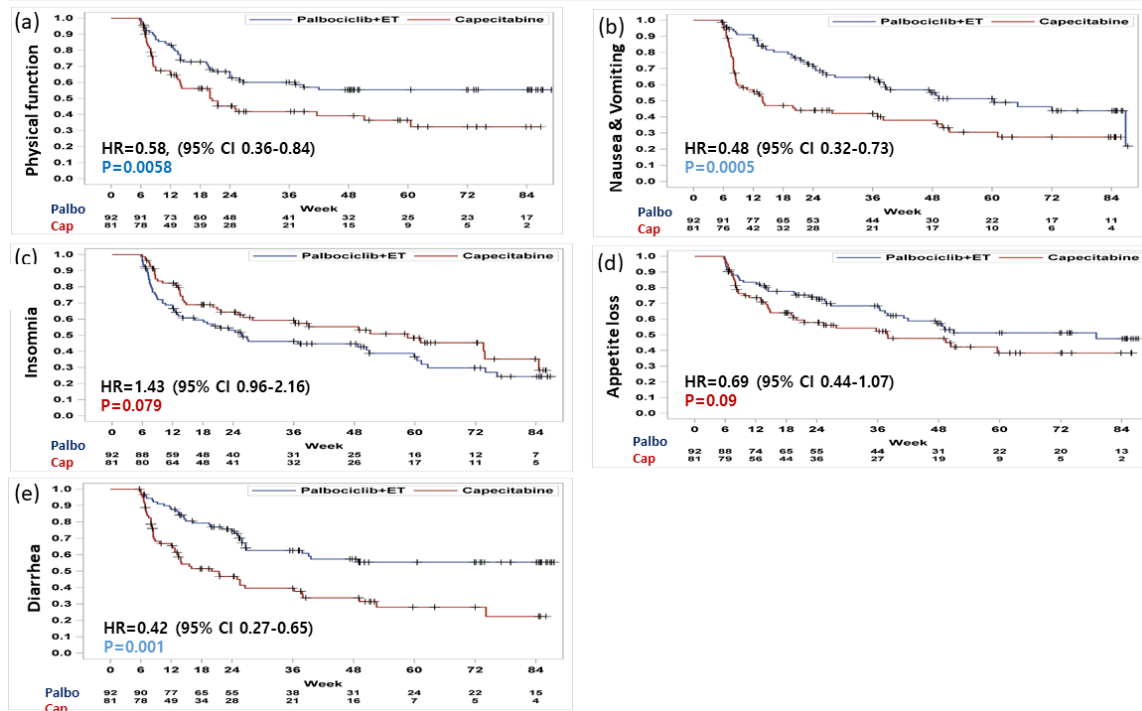 (a)
Palbociclib+ET Capecitabine
Physical function
1.0
0.9
0.8
0.7
0.6
0.5
0.4
0.3
0.2
0.1
0.0
HR=0.58, (95% CI 0.36-0.84)
P=0.0058
0 6 12 18 24 36 48 60 72 84
Week
Palbo 92 91 73 60 48 41 32 25 23 17
Cap 81 78 49 39 28 21 15 9 5 2
(b)
Palbociclib+ET Capecitabine
Nausea & Vomiting
1.0
0.9
0.8
0.7
0.6
0.5
0.4
0.3
0.2
0.1
0.0
HR=0.48 (95% CI 0.32-0.73)
P=0.0005
0 6 12 18 24 36 48 60 72 84
Week
Palbo 92 91 77 65 53 44 30 22 17 11
Cap 81 76 42 32 28 21 17 10 6 4
(c)
Palbociclib+ET Capecitabine
Insomnia
1.0
0.9
0.8
0.7
0.6
0.5
0.4
0.3
0.2
0.1
0.0
HR=1.43 (95% CI 0.96-2.16)
P=0.079
0 6 12 18 24 36 48 60 72 84
Week
Palbo 92 88 59 48 40 31 25 16 12 7
Cap 81 80 64 48 41 32 26 17 11 5
(d)
Palbociclib+ET Capecitabine
Appetite loss
1.0
0.9
0.8
0.7
0.6
0.5
0.4
0.3
0.2
0.1
0.0
HR=0.69 (95% CI 0.44-1.07)
P=0.09
0 6 12 18 24 36 48 60 72 84
Week
Palbo 92 88 75 65 55 44 31 22 20 13
Cap 81 79 56 44 36 27 19 9 5 2
(e)
Palbociclib+ET Capecitabine
Diarrhea
1.0
0.9
0.8
0.7
0.6
0.5
0.4
0.3
0.2
0.1
0.0
HR=0.42 (95% CI 0.27-0.65)
P=0.001
0 6 12 18 24 36 48 60 72 84
Week
Palbo 92 90 77 65 55 38 31 24 22 15
Cap 81 78 49 34 28 21 16 7 5 4